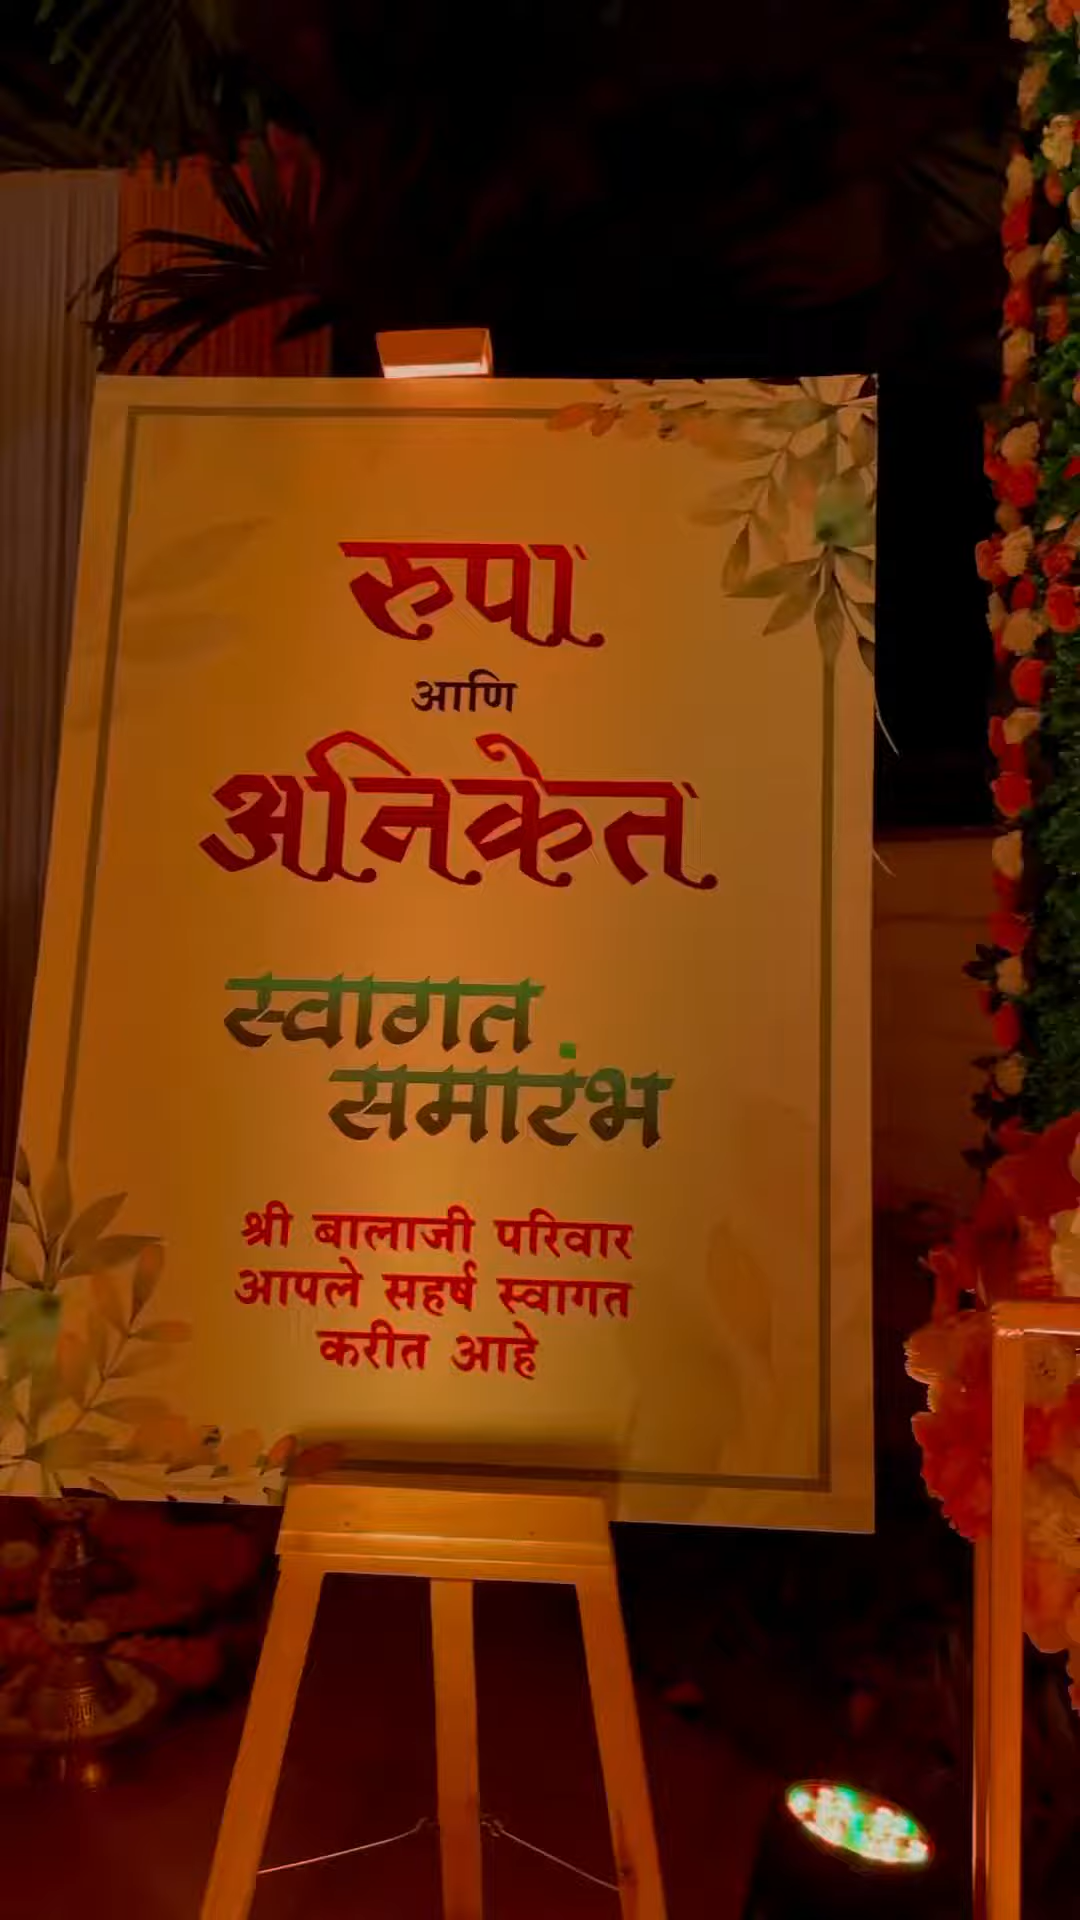 रुपा
आणि
अनिकेत
स्वागत
समारंभ
श्री बालाजी परिवार
आपले सहर्ष स्वागत
करीत आहे